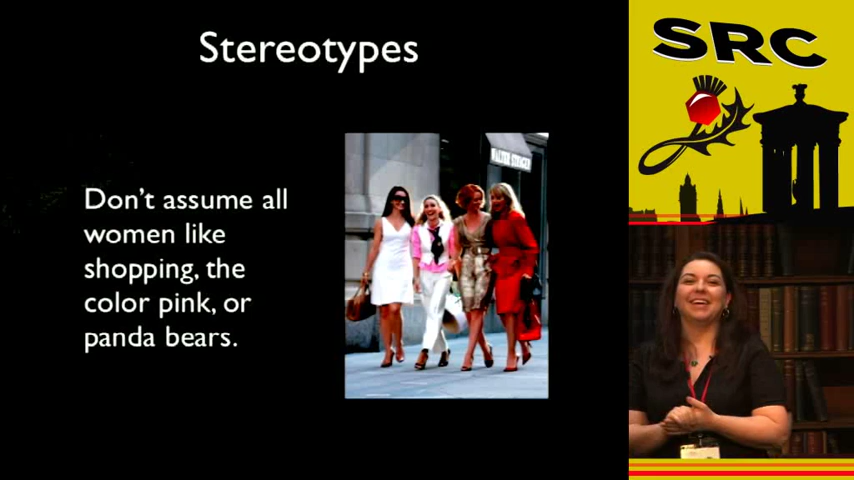 Stereotypes
Don't assume all
women like
shopping, the
color pink, or
panda bears.
SRC